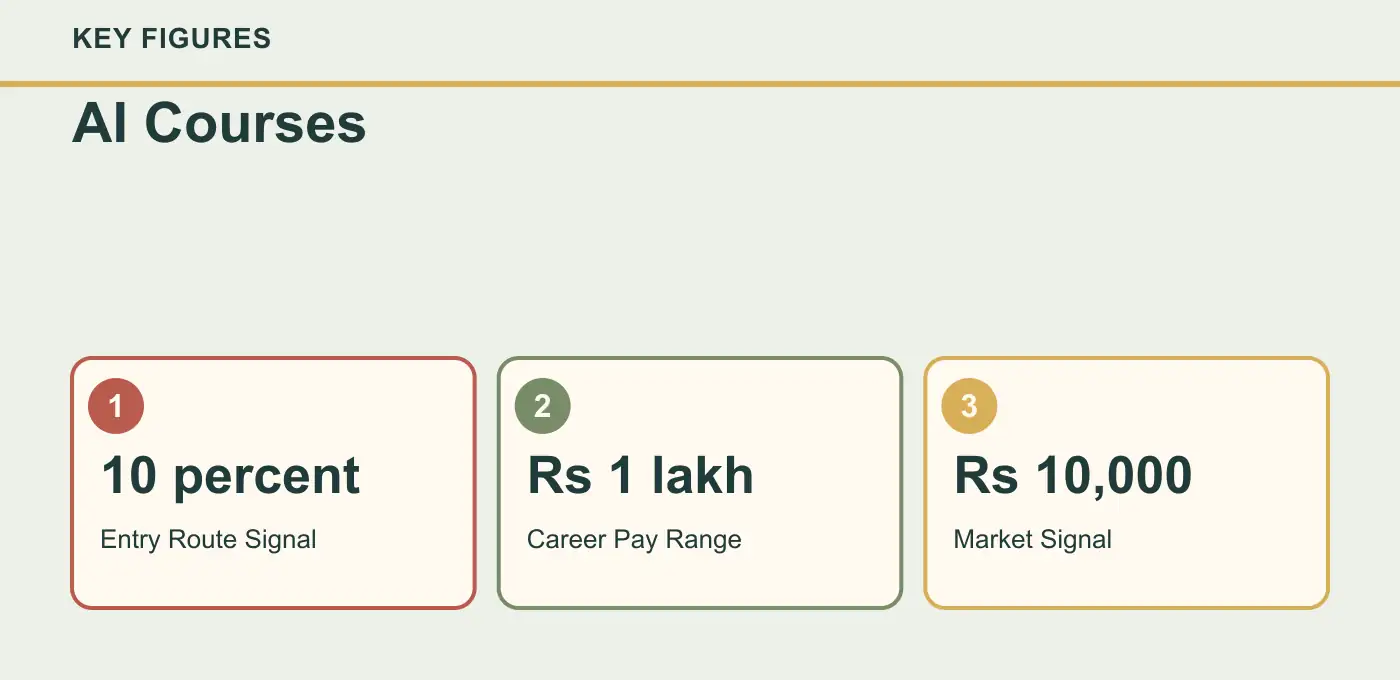 KEY FIGURES
AI Courses
1
10 percent
Entry Route Signal
2
Rs 1 lakh
Career Pay Range
3
Rs 10,000
Market Signal